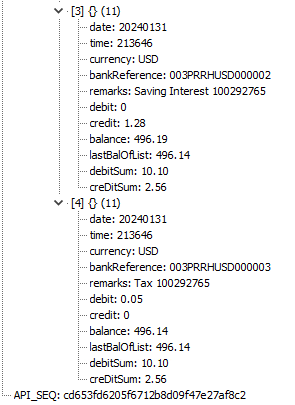 [3] {} (11)
date: 20240131
time: 213646
currency: USD
bankReference: 003PRRHUSD000002
remarks: Saving Interest 100292765
debit: 0
credit: 1.28
balance: 496.19
lastBalOfList: 496.14
debitSum: 10.10
creDitSum: 2.56
[4] {} (11)
date: 20240131
time: 213646
currency: USD
bankReference: 003PRRHUSD000003
remarks: Tax 100292765
debit: 0.05
credit: 0
balance: 496.14
lastBalOfList: 496.14
debitSum: 10.10
creDitSum: 2.56
API_SEQ: cd653fd6205f6712b8d09f47e27af8c2